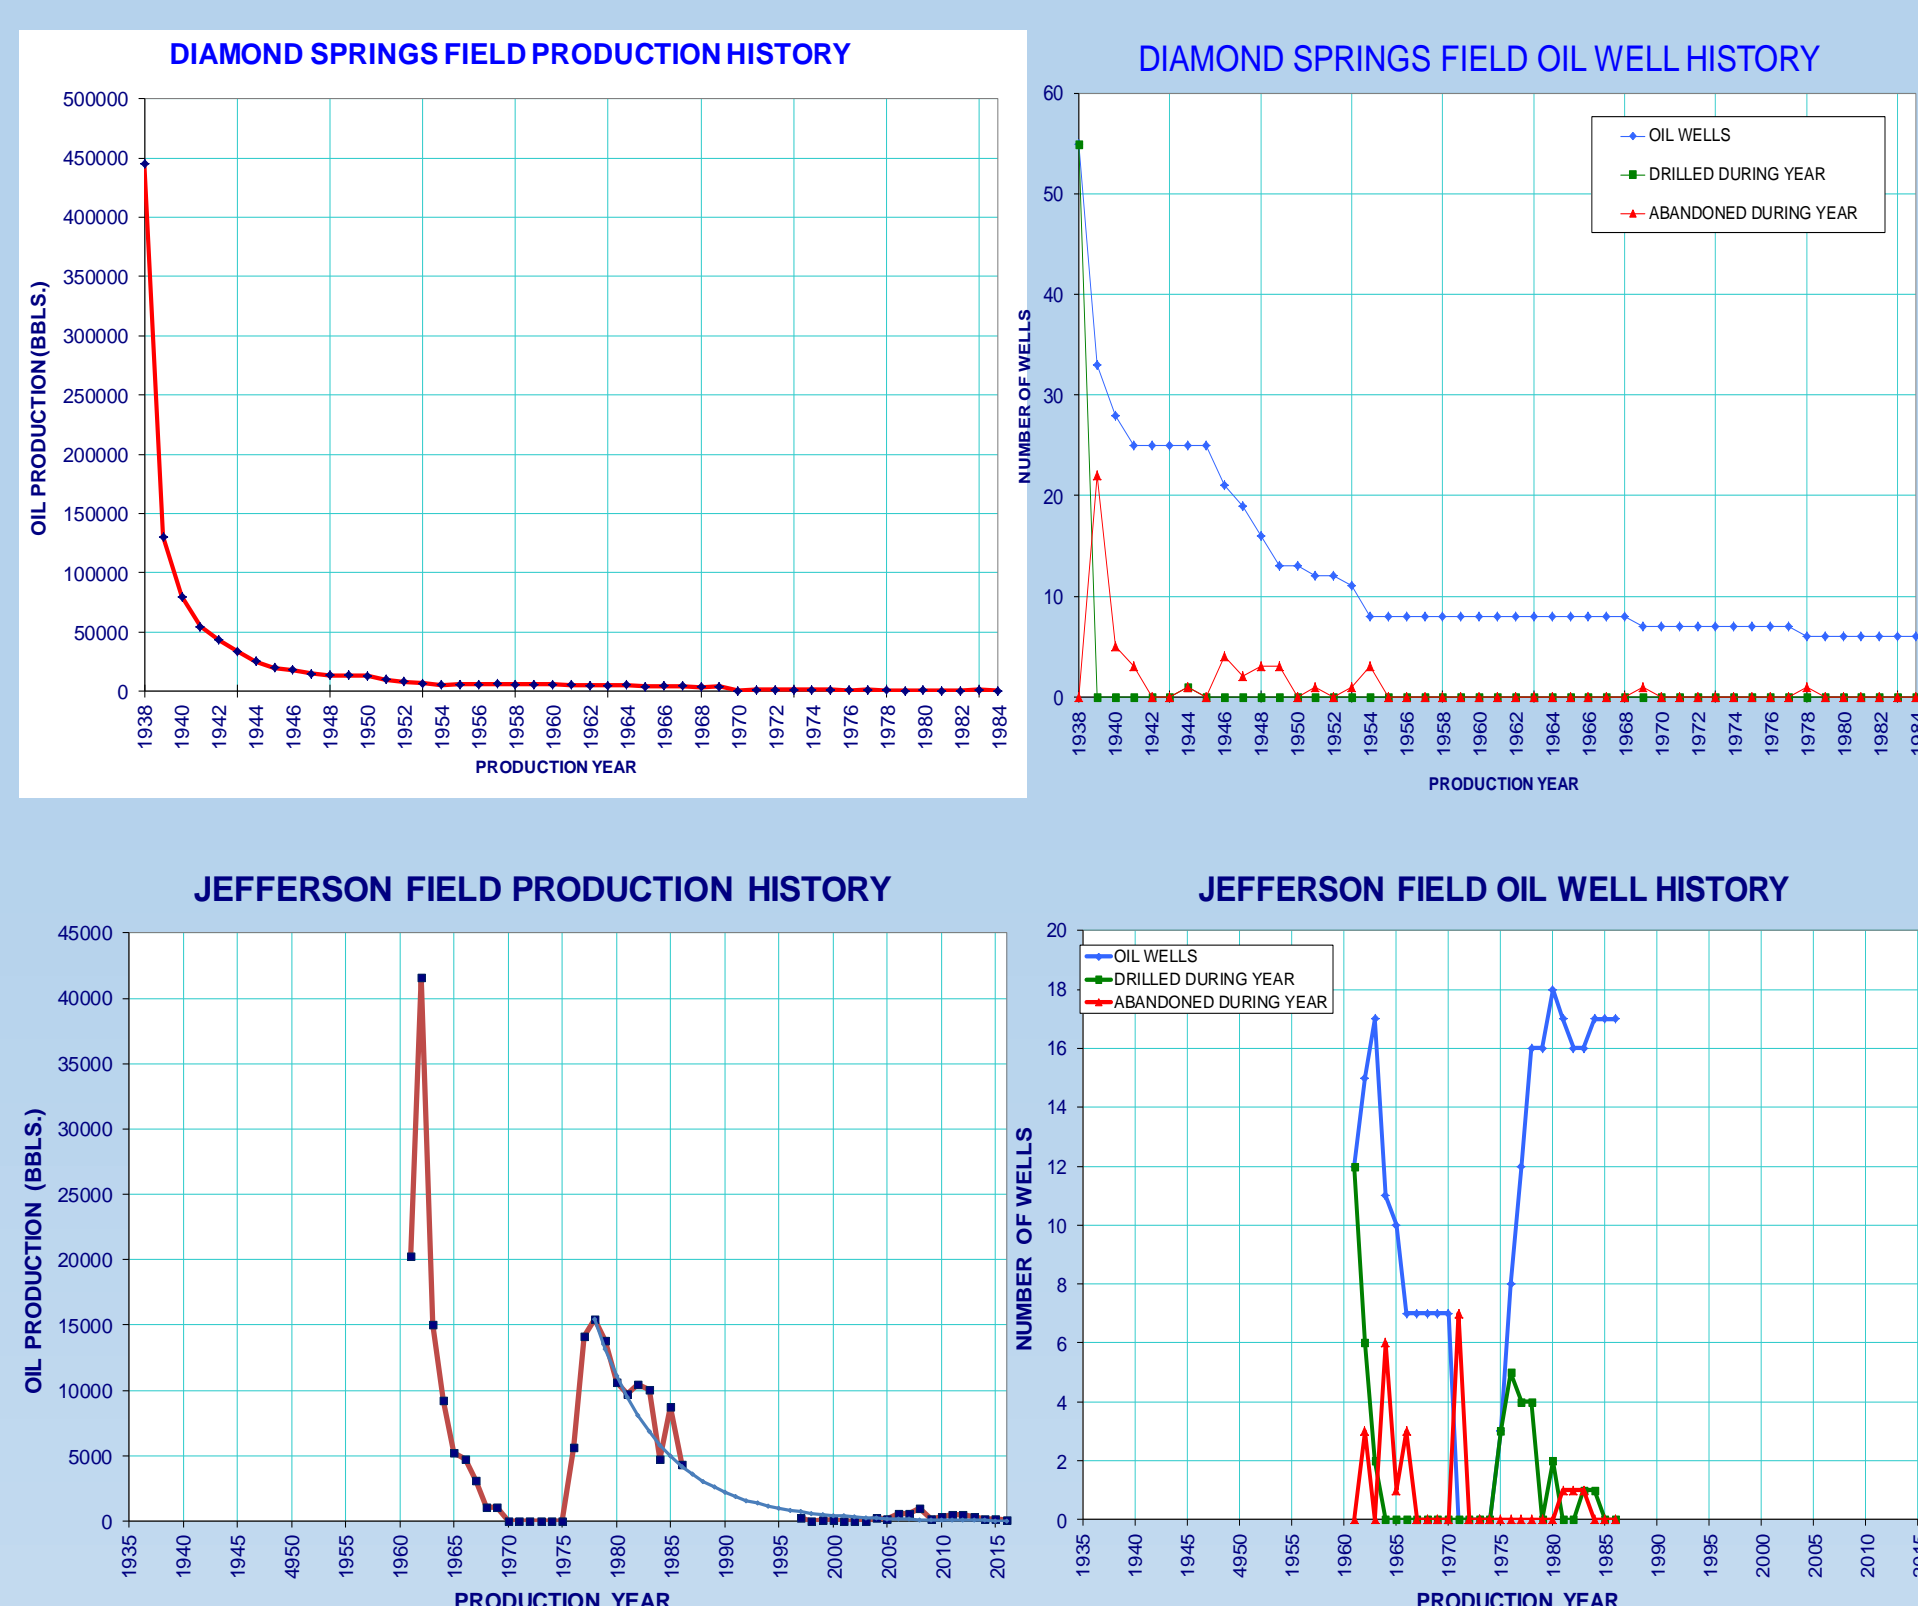 DIAMOND SPRINGS FIELD PRODUCTION HISTORY
500000
450000
400000
350000
300000
250000
200000
150000
100000
50000
0
OIL PRODUCTION (BBLS.)
1938 1940 1942 1944 1946 1948 1950 1952 1954 1956 1958 1960 1962 1964 1966 1968 1970 1972 1974 1976 1978 1980 1982 1984
PRODUCTION YEAR
DIAMOND SPRINGS FIELD OIL WELL HISTORY
60
50
40
30
20
10
0
NUMBER OF WELLS
OIL WELLS
DRILLED DURING YEAR
ABANDONED DURING YEAR
1938 1940 1942 1944 1946 1948 1950 1952 1954 1956 1958 1960 1962 1964 1966 1968 1970 1972 1974 1976 1978 1980 1982 1984
PRODUCTION YEAR
JEFFERSON FIELD PRODUCTION HISTORY
45000
40000
35000
30000
25000
20000
15000
10000
5000
0
OIL PRODUCTION (BBLS.)
1935 1940 1945 4950 1955 1960 1965 1970 1975 1980 1985 1990 1995 2000 2005 2010 2015
PRODUCTION YEAR
JEFFERSON FIELD OIL WELL HISTORY
20
18
16
14
12
10
8
6
4
2
0
NUMBER OF WELLS
OIL WELLS
DRILLED DURING YEAR
ABANDONED DURING YEAR
1935 1940 1945 4950 1955 1960 1965 1970 1975 1980 1985 1990 1995 2000 2005 2010 2015
PRODUCTION YEAR